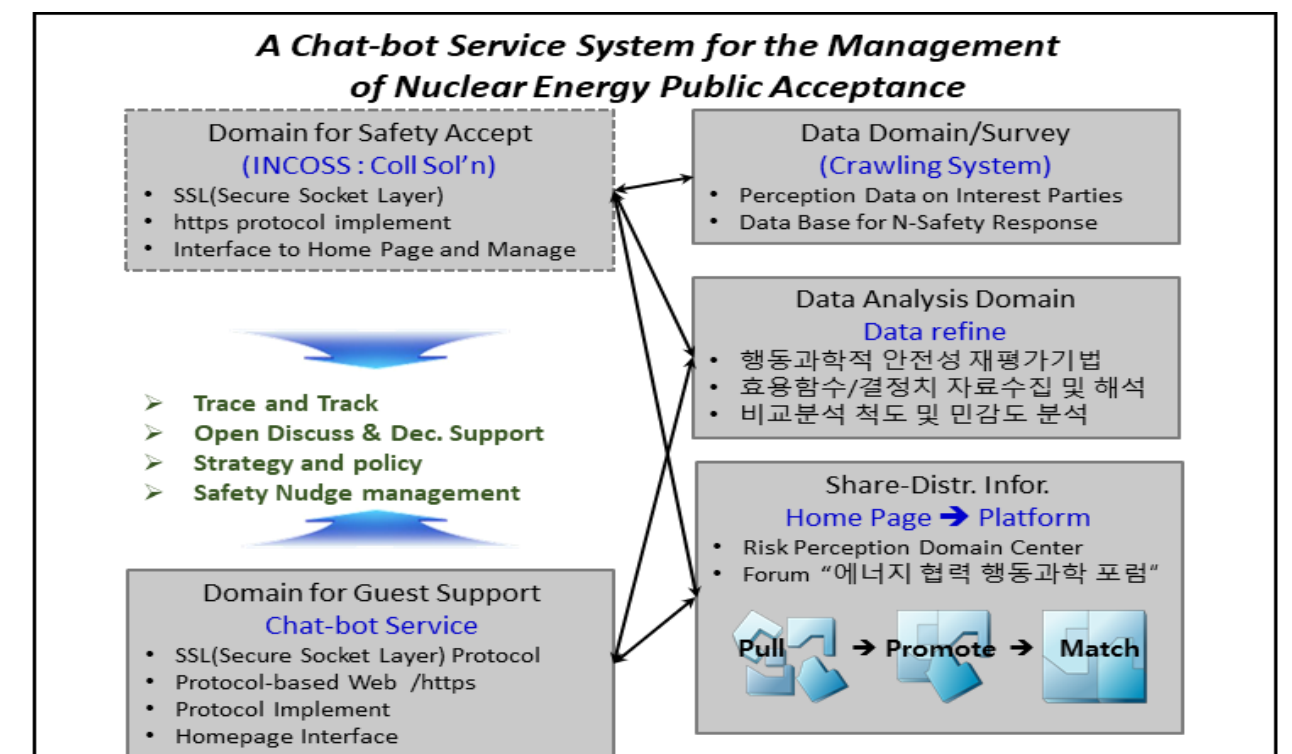 A Chat-bot Service System for the Management
of Nuclear Energy Public Acceptance
Domain for Safety Accept
(INCOSS : Coll Sol’n)
• SSL(Secure Socket Layer)
• https protocol implement
• Interface to Home Page and Manage
Data Domain/Survey
(Crawling System)
• Perception Data on Interest Parties
• Data Base for N-Safety Response
Data Analysis Domain
Data refine
• 행동과학적 안전성 재평가기법
• 효용함수/결정치 자료수집 및 해석
• 비교분석 척도 및 민감도 분석
➢ Trace and Track
➢ Open Discuss & Dec. Support
➢ Strategy and policy
➢ Safety Nudge management
Share-Distr. Infor.
Home Page ➔ Platform
• Risk Perception Domain Center
• Forum “에너지 협력 행동과학 포럼“
Pull ➔ Promote ➔ Match
Domain for Guest Support
Chat-bot Service
• SSL(Secure Socket Layer) Protocol
• Protocol-based Web /https
• Protocol Implement
• Homepage Interface